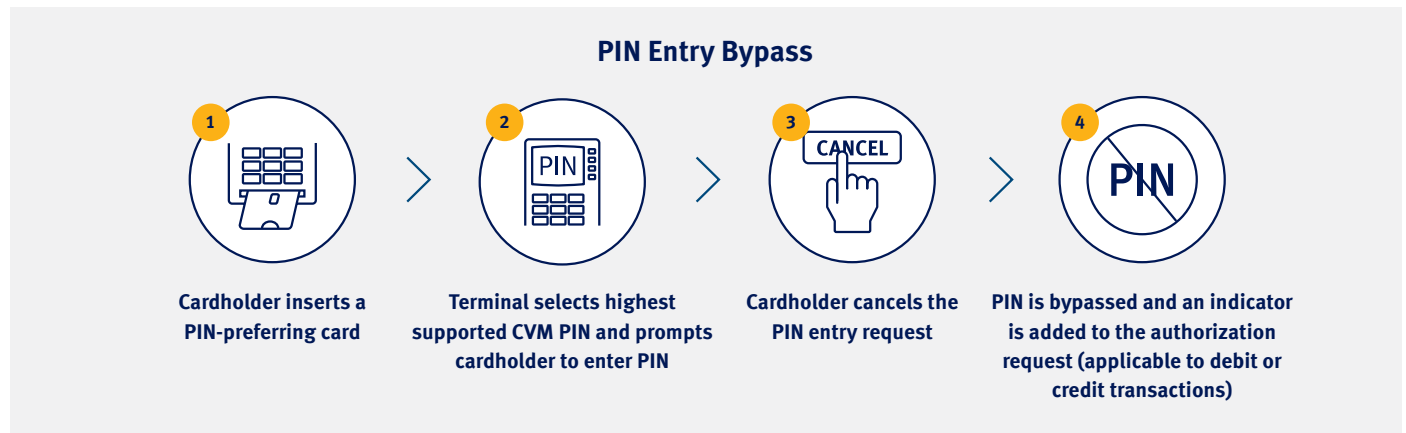 PIN Entry Bypass
1
Cardholder inserts a
PIN-preferring card
2
PIN
Terminal selects highest
supported CVM PIN and prompts
cardholder to enter PIN
3
CANCEL
Cardholder cancels the
PIN entry request
4
PIN
PIN is bypassed and an indicator
is added to the authorization
request (applicable to debit or
credit transactions)